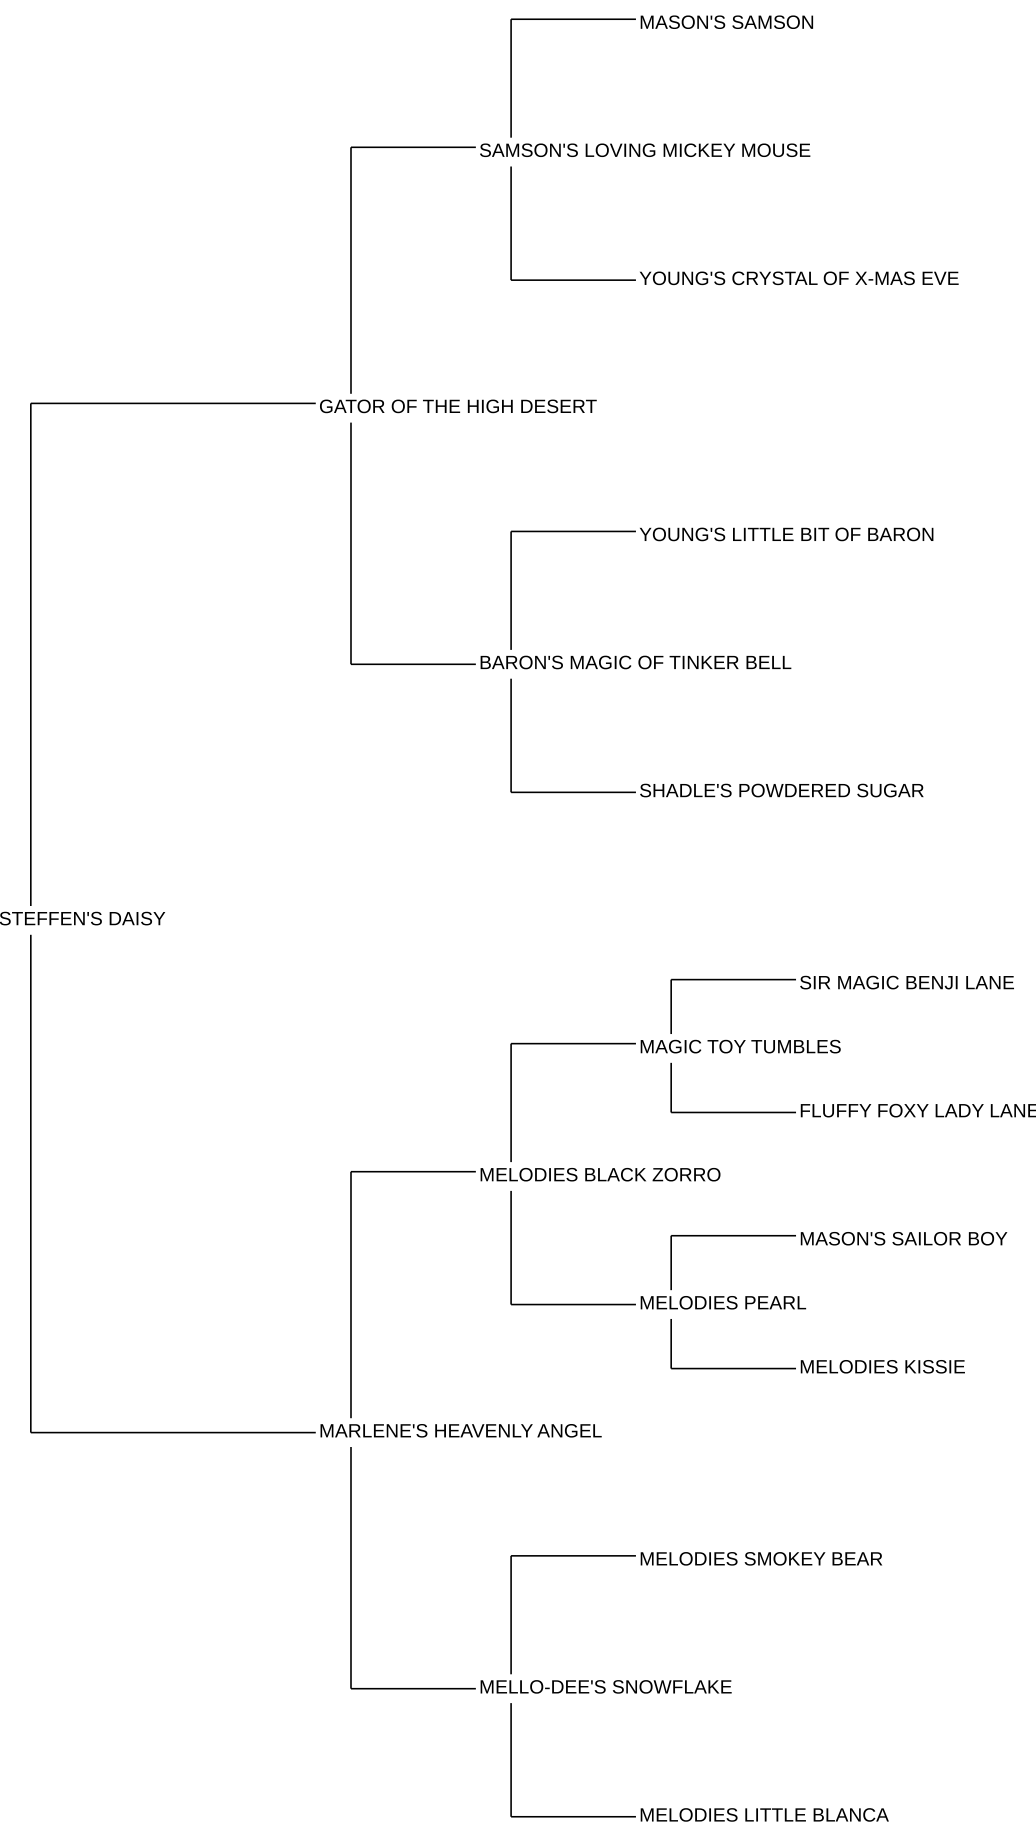 MASON'S SAMSON
SAMSON'S LOVING MICKEY MOUSE
YOUNG'S CRYSTAL OF X-MAS EVE
GATOR OF THE HIGH DESERT
YOUNG'S LITTLE BIT OF BARON
BARON'S MAGIC OF TINKER BELL
SHADLE'S POWDERED SUGAR
STEFFEN'S DAISY
SIR MAGIC BENJI LANE
MAGIC TOY TUMBLES
FLUFFY FOXY LADY LANE
MELODIES BLACK ZORRO
MASON'S SAILOR BOY
MELODIES PEARL
MELODIES KISSIE
MARLENE'S HEAVENLY ANGEL
MELODIES SMOKEY BEAR
MELLO-DEE'S SNOWFLAKE
MELODIES LITTLE BLANCA